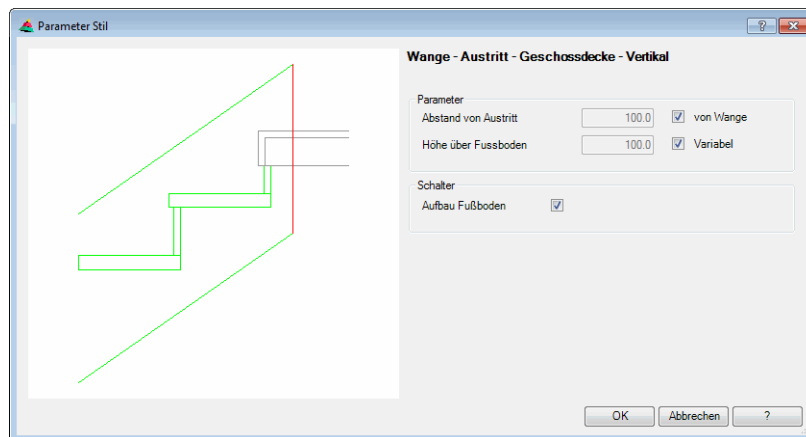 Parameter Stil
?
Wange - Austritt - Geschossdecke - Vertikal
Parameter
Abstand von Austritt 100.0 von Wange
Höhe über Fussboden 100.0 Variabel
Schalter
Aufbau Fußboden
OK Abbrechen ?